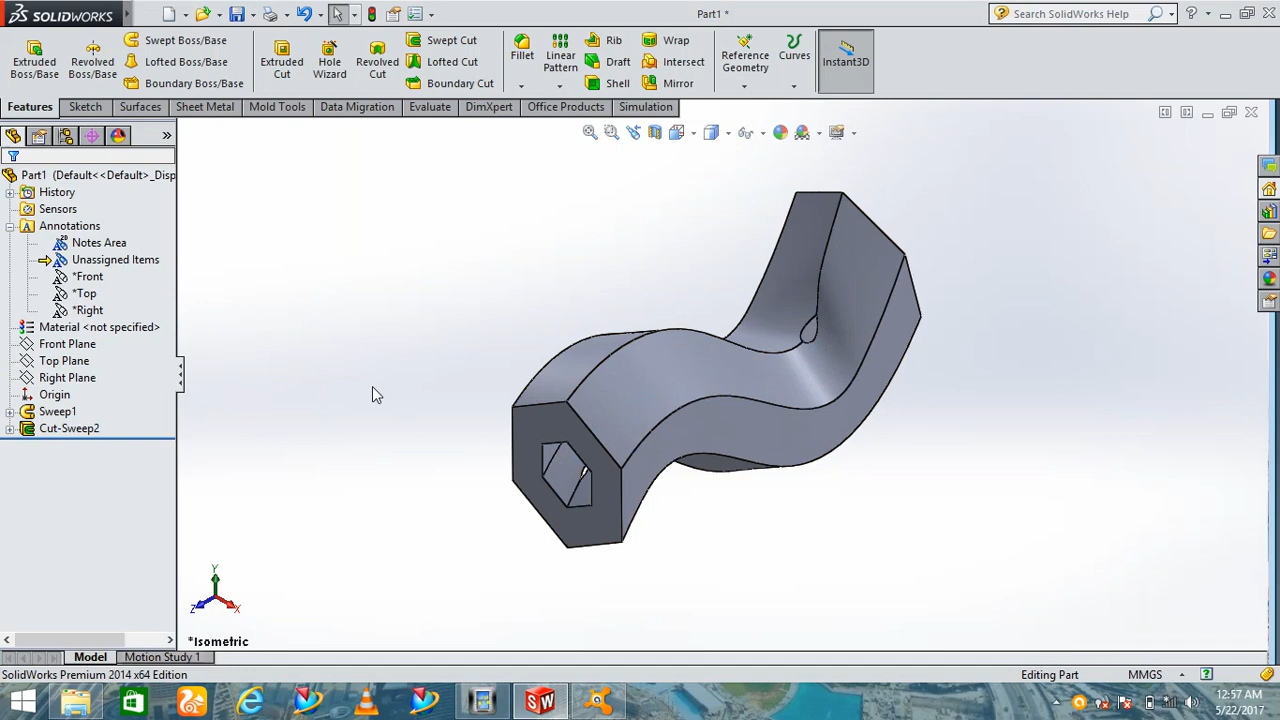 SOLIDWORKS
Part1 *
Search SolidWorks Help
Extruded Boss/Base
Revolved Boss/Base
Swept Boss/Base
Lofted Boss/Base
Boundary Boss/Base
Extruded Cut
Hole Wizard
Revolved Cut
Swept Cut
Lofted Cut
Boundary Cut
Fillet
Linear Pattern
Rib
Draft
Shell
Wrap
Intersect
Mirror
Reference Geometry
Curves
Instant3D
Features Sketch Surfaces Sheet Metal Mold Tools Data Migration Evaluate DimXpert Office Products Simulation
Part1 (Default<<Default>_Disp
History
Sensors
Annotations
Notes Area
Unassigned Items
*Front
*Top
*Right
Material <not specified>
Front Plane
Top Plane
Right Plane
Origin
Sweep1
Cut-Sweep2
Y
Z
X
*Isometric
Model Motion Study 1
SolidWorks Premium 2014 x64 Edition
Editing Part
MMGS
12:57 AM
5/22/2017